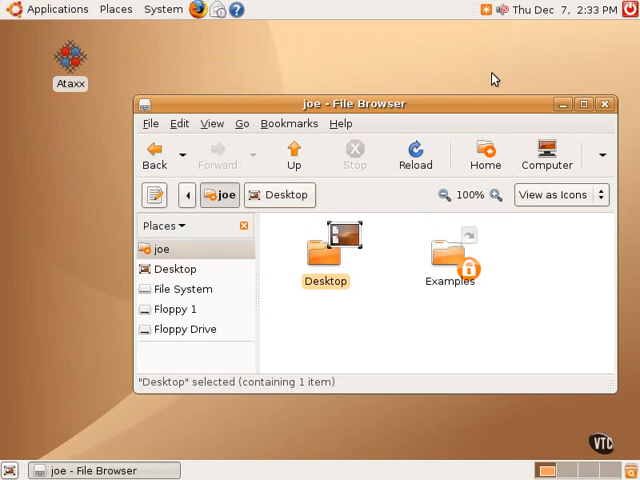 Applications Places System Thu Dec 7, 2:33 PM
Ataxx
joe - File Browser
File Edit View Go Bookmarks Help
Back Forward Up Stop Reload Home Computer
joe Desktop 100% View as Icons
Places
joe
Desktop
File System
Floppy 1
Floppy Drive
Desktop
Examples
"Desktop" selected (containing 1 item)
VTC
joe - File Browser